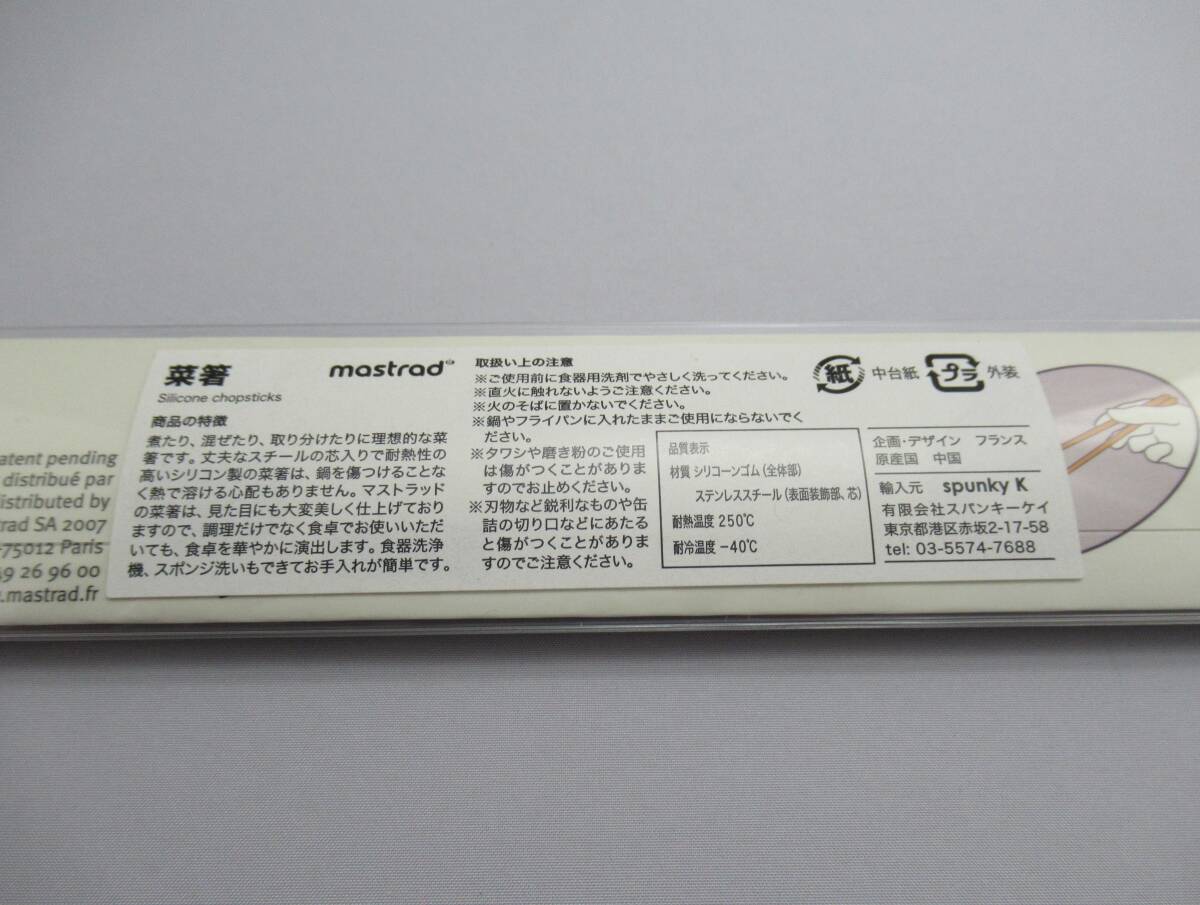 菜箸
Silicone chopsticks
mastrad
商品の特徴
煮たり、混ぜたり、取り分けたりに理想的な菜
箸です。丈夫なスチールの芯入りで耐熱性の
高いシリコン製の菜箸は、鍋を傷つけることな
く熱で溶ける心配もありません。マストラッド
の菜箸は、見た目にも大変美しく仕上げており
ますので、調理だけでなく食卓でお使いいただ
いても、食卓を華やかに演出します。食器洗浄
機、スポンジ洗いもできてお手入れが簡単です。
取扱い上の注意
※ご使用前に食器用洗剤でやさしく洗ってください。
※直火に触れないようご注意ください。
※火のそばに置かないでください。
※鍋やフライパンに入れたままご使用にならないでく
ださい。
※タワシや磨き粉のご使用
は傷がつくことがありま
すのでお止めください。
※刃物など鋭利なものや缶
詰の切り口などにあたる
と傷がつくことがありま
すのでご注意ください。
品質表示
材質 シリコーンゴム(全体部)
ステンレススチール(表面装飾部、芯)
耐熱温度 250℃
耐冷温度 −40℃
紙 中台紙 プラ 外装
企画・デザイン フランス
原産国 中国
輸入元 spunky K
有限会社スパンキーケイ
東京都港区赤坂2-17-58
tel: 03-5574-7688
atent pending
distribué par
istributed by
rad SA 2007
-75012 Paris
49 26 96 00
.mastrad.fr